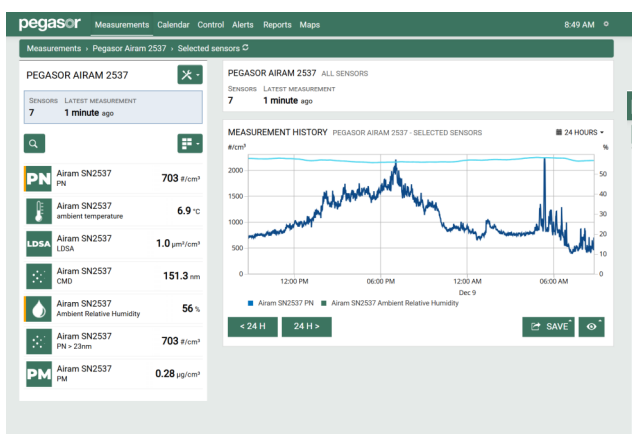 pegasor Measurements Calendar Control Alerts Reports Maps 8:49 AM
Measurements › Pegasor Airam 2537 › Selected sensors
PEGASOR AIRAM 2537
SENSORS LATEST MEASUREMENT
7 1 minute ago
PN Airam SN2537
PN
703 #/cm³
Airam SN2537
ambient temperature
6.9 °C
LDSA Airam SN2537
LDSA
1.0 µm²/cm³
Airam SN2537
CMD
151.3 nm
Airam SN2537
Ambient Relative Humidity
56 %
Airam SN2537
PN > 23nm
703 #/cm³
PM Airam SN2537
PM
0.28 µg/cm³
PEGASOR AIRAM 2537 ALL SENSORS
SENSORS LATEST MEASUREMENT
7 1 minute ago
MEASUREMENT HISTORY PEGASOR AIRAM 2537 - SELECTED SENSORS 24 HOURS
#/cm³ %
2000
1500
1000
500
0
50
40
30
20
10
0
12:00 PM 06:00 PM 12:00 AM 06:00 AM
Dec 9
Airam SN2537 PN Airam SN2537 Ambient Relative Humidity
< 24 H 24 H > SAVE